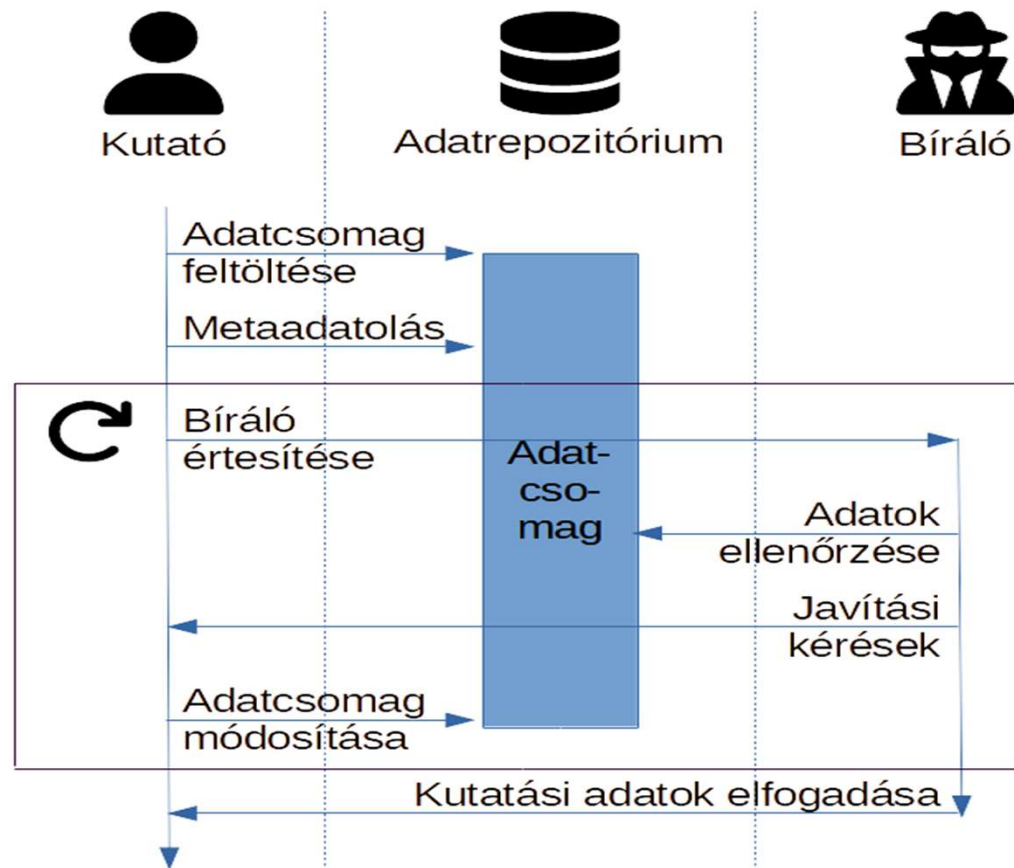 Kutató
Adatrepozitórium
Bíráló
Adatcsomag
feltöltése
Metaadatolás
Bíráló
értesítése
Adat-
cso-
mag
Adatok
ellenőrzése
Javítási
kérések
Adatcsomag
módosítása
Kutatási adatok elfogadása